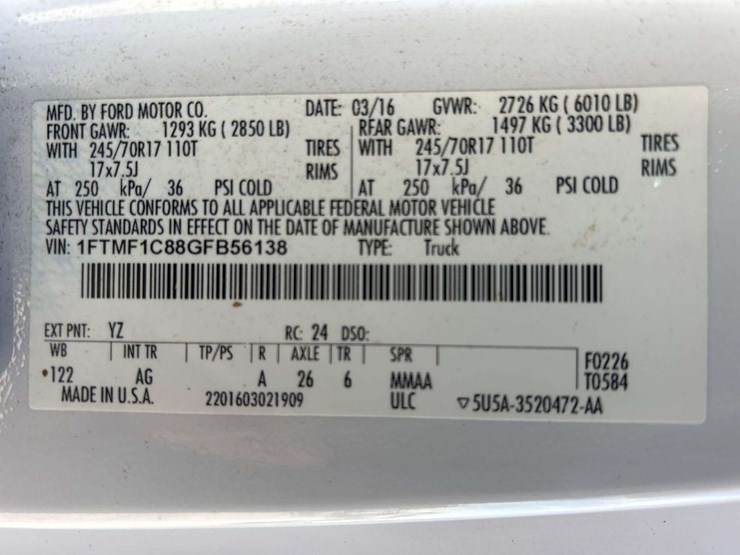 MFD. BY FORD MOTOR CO. DATE: 03/16 GVWR: 2726 KG ( 6010 LB)
FRONT GAWR: 1293 KG ( 2850 LB) REAR GAWR: 1497 KG ( 3300 LB)
WITH 245/70R17 110T TIRES WITH 245/70R17 110T TIRES
17x7.5J RIMS 17x7.5J RIMS
AT 250 kPa/ 36 PSI COLD AT 250 kPa/ 36 PSI COLD
THIS VEHICLE CONFORMS TO ALL APPLICABLE FEDERAL MOTOR VEHICLE
SAFETY STANDARDS IN EFFECT ON THE DATE OF MANUFACTURE SHOWN ABOVE.
VIN: 1FTMF1C88GFB56138 TYPE: Truck
EXT PNT: YZ RC: 24 DSO:
WB INT TR TP/PS R AXLE TR SPR F0226
122 AG A 26 6 MMAA T0584
MADE IN U.S.A. 2201603021909 ULC ▽5U5A-3520472-AA